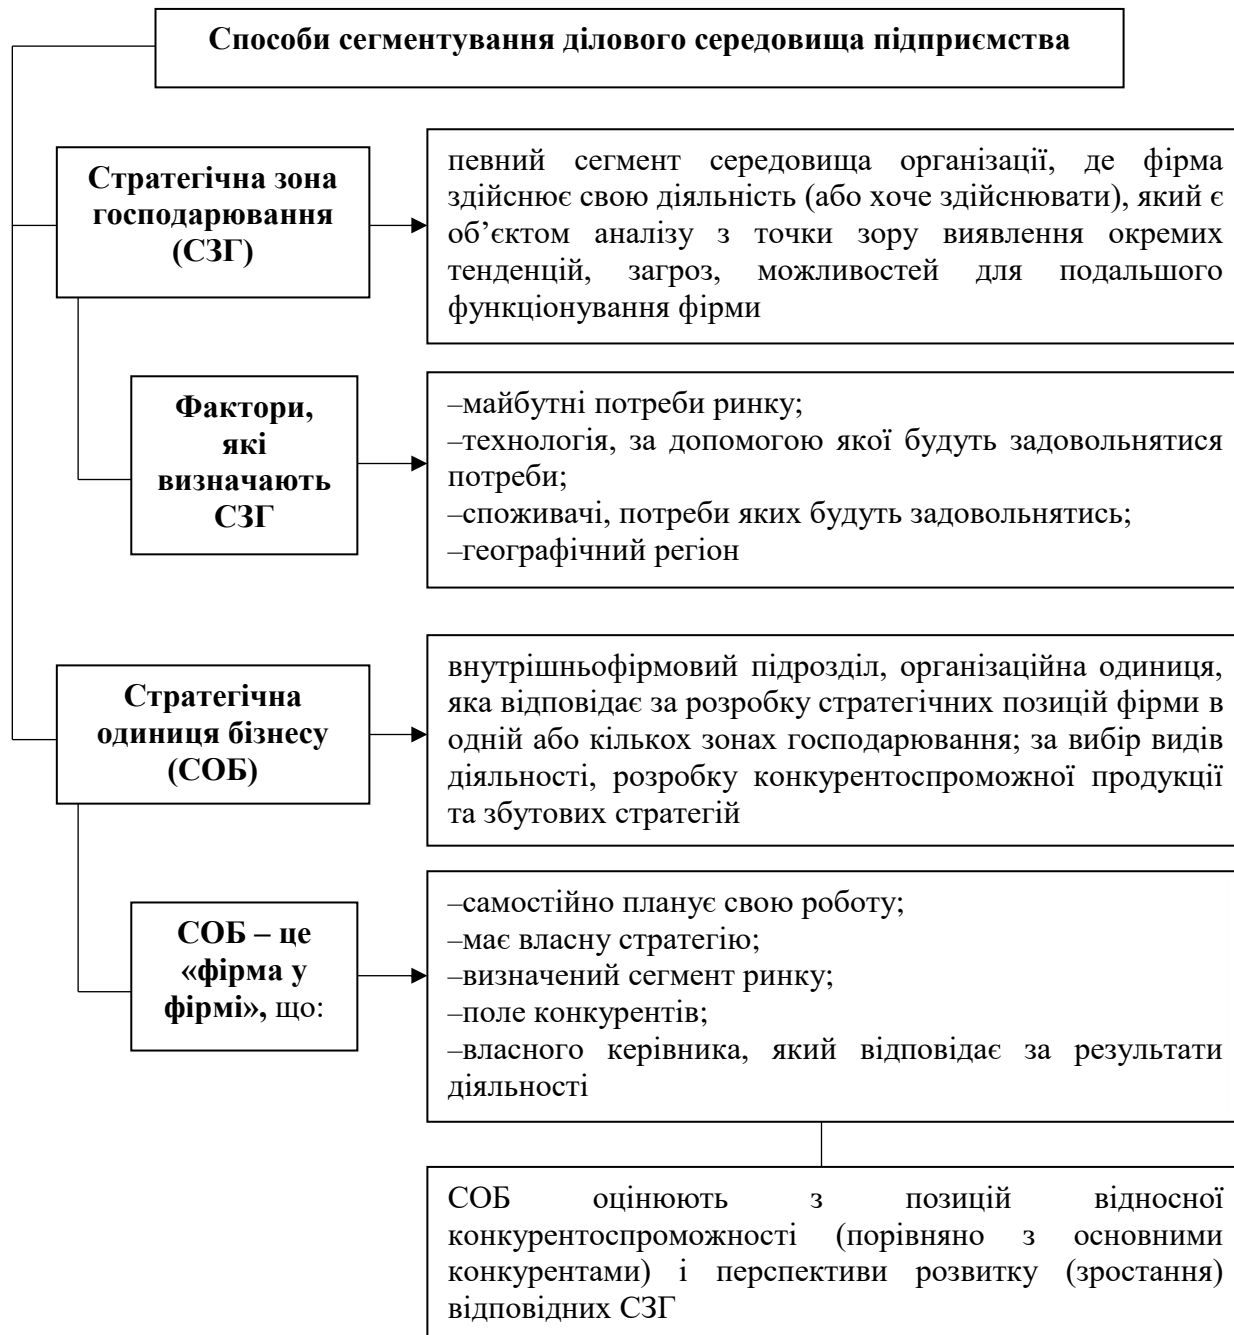 Способи сегментування ділового середовища підприємства
Стратегічна зона
господарювання
(СЗГ)
певний сегмент середовища організації, де фірма
здійснює свою діяльність (або хоче здійснювати), який є
об’єктом аналізу з точки зору виявлення окремих
тенденцій, загроз, можливостей для подальшого
функціонування фірми
Фактори,
які
визначають
СЗГ
–майбутні потреби ринку;
–технологія, за допомогою якої будуть задовольнятися
потреби;
–споживачі, потреби яких будуть задовольнятись;
–географічний регіон
Стратегічна
одиниця бізнесу
(СОБ)
внутрішньофірмовий підрозділ, організаційна одиниця,
яка відповідає за розробку стратегічних позицій фірми в
одній або кількох зонах господарювання; за вибір видів
діяльності, розробку конкурентоспроможної продукції
та збутових стратегій
СОБ – це
«фірма у
фірмі», що:
–самостійно планує свою роботу;
–має власну стратегію;
–визначений сегмент ринку;
–поле конкурентів;
–власного керівника, який відповідає за результати
діяльності
СОБ оцінюють з позицій відносної
конкурентоспроможності (порівняно з основними
конкурентами) і перспективи розвитку (зростання)
відповідних СЗГ